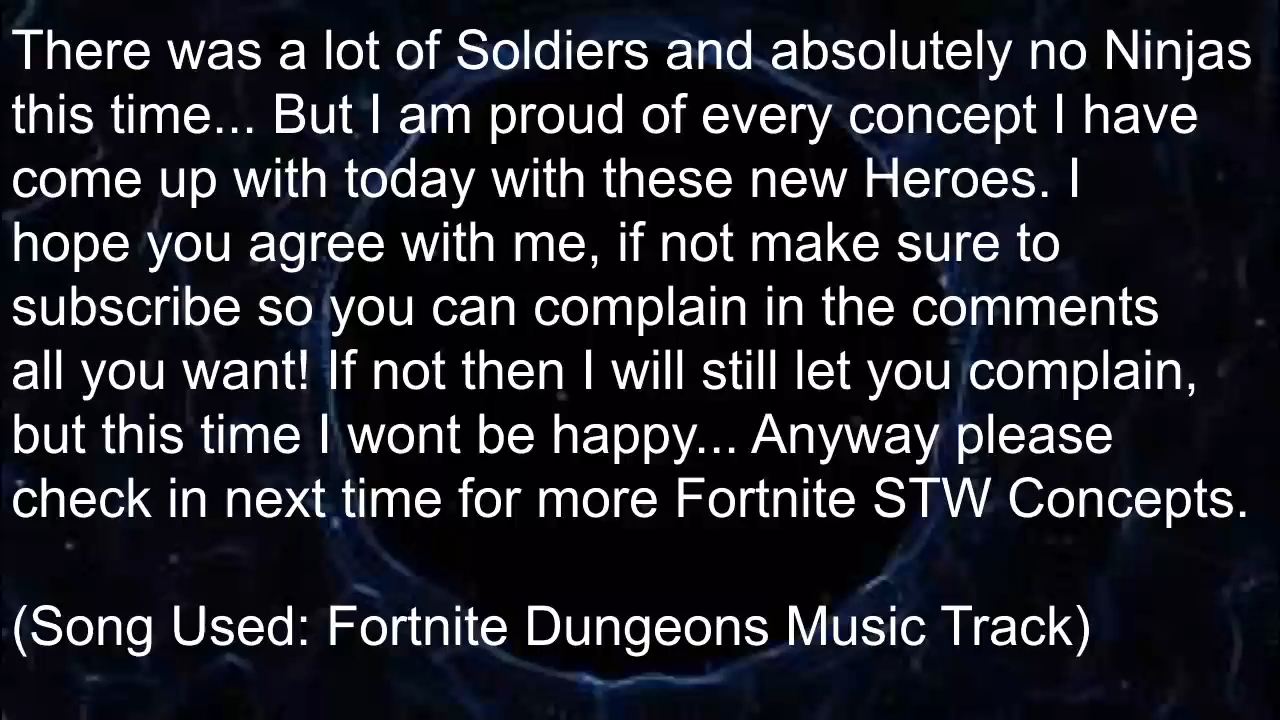 There was a lot of Soldiers and absolutely no Ninjas
this time... But I am proud of every concept I have
come up with today with these new Heroes. I
hope you agree with me, if not make sure to
subscribe so you can complain in the comments
all you want! If not then I will still let you complain,
but this time I wont be happy... Anyway please
check in next time for more Fortnite STW Concepts.
(Song Used: Fortnite Dungeons Music Track)